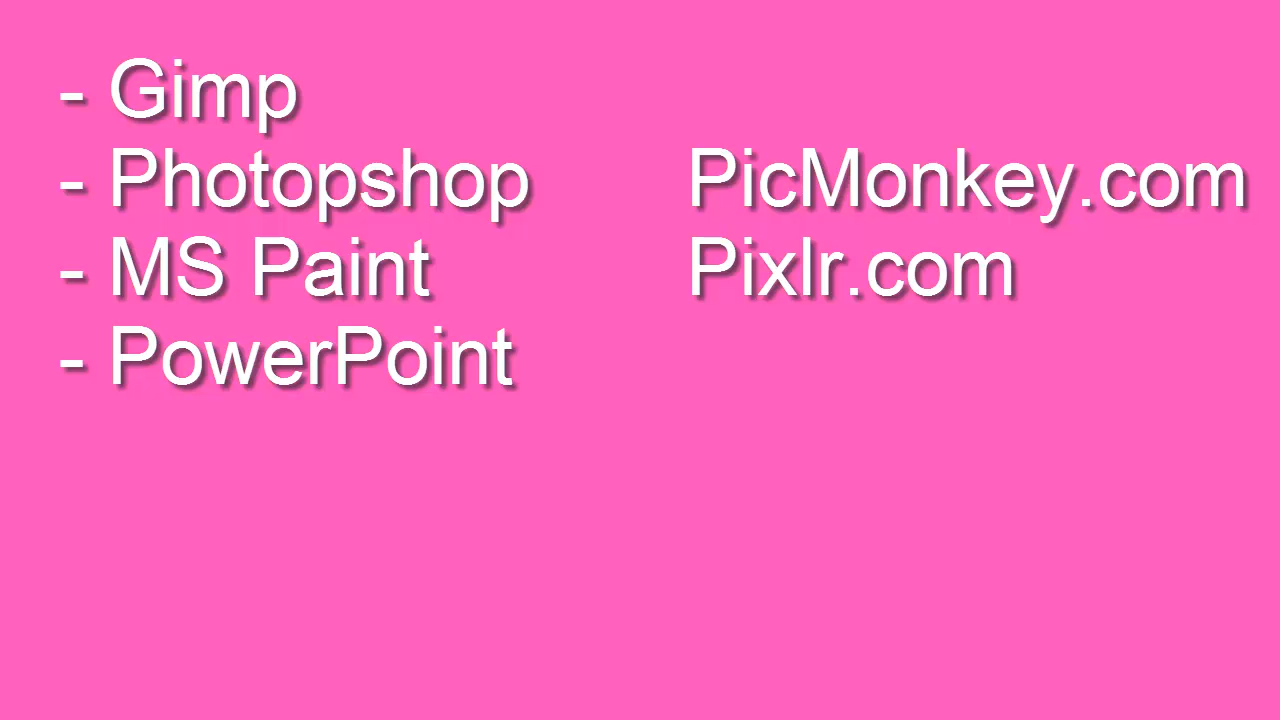 - Gimp
- Photopshop
- MS Paint
- PowerPoint
PicMonkey.com
Pixlr.com